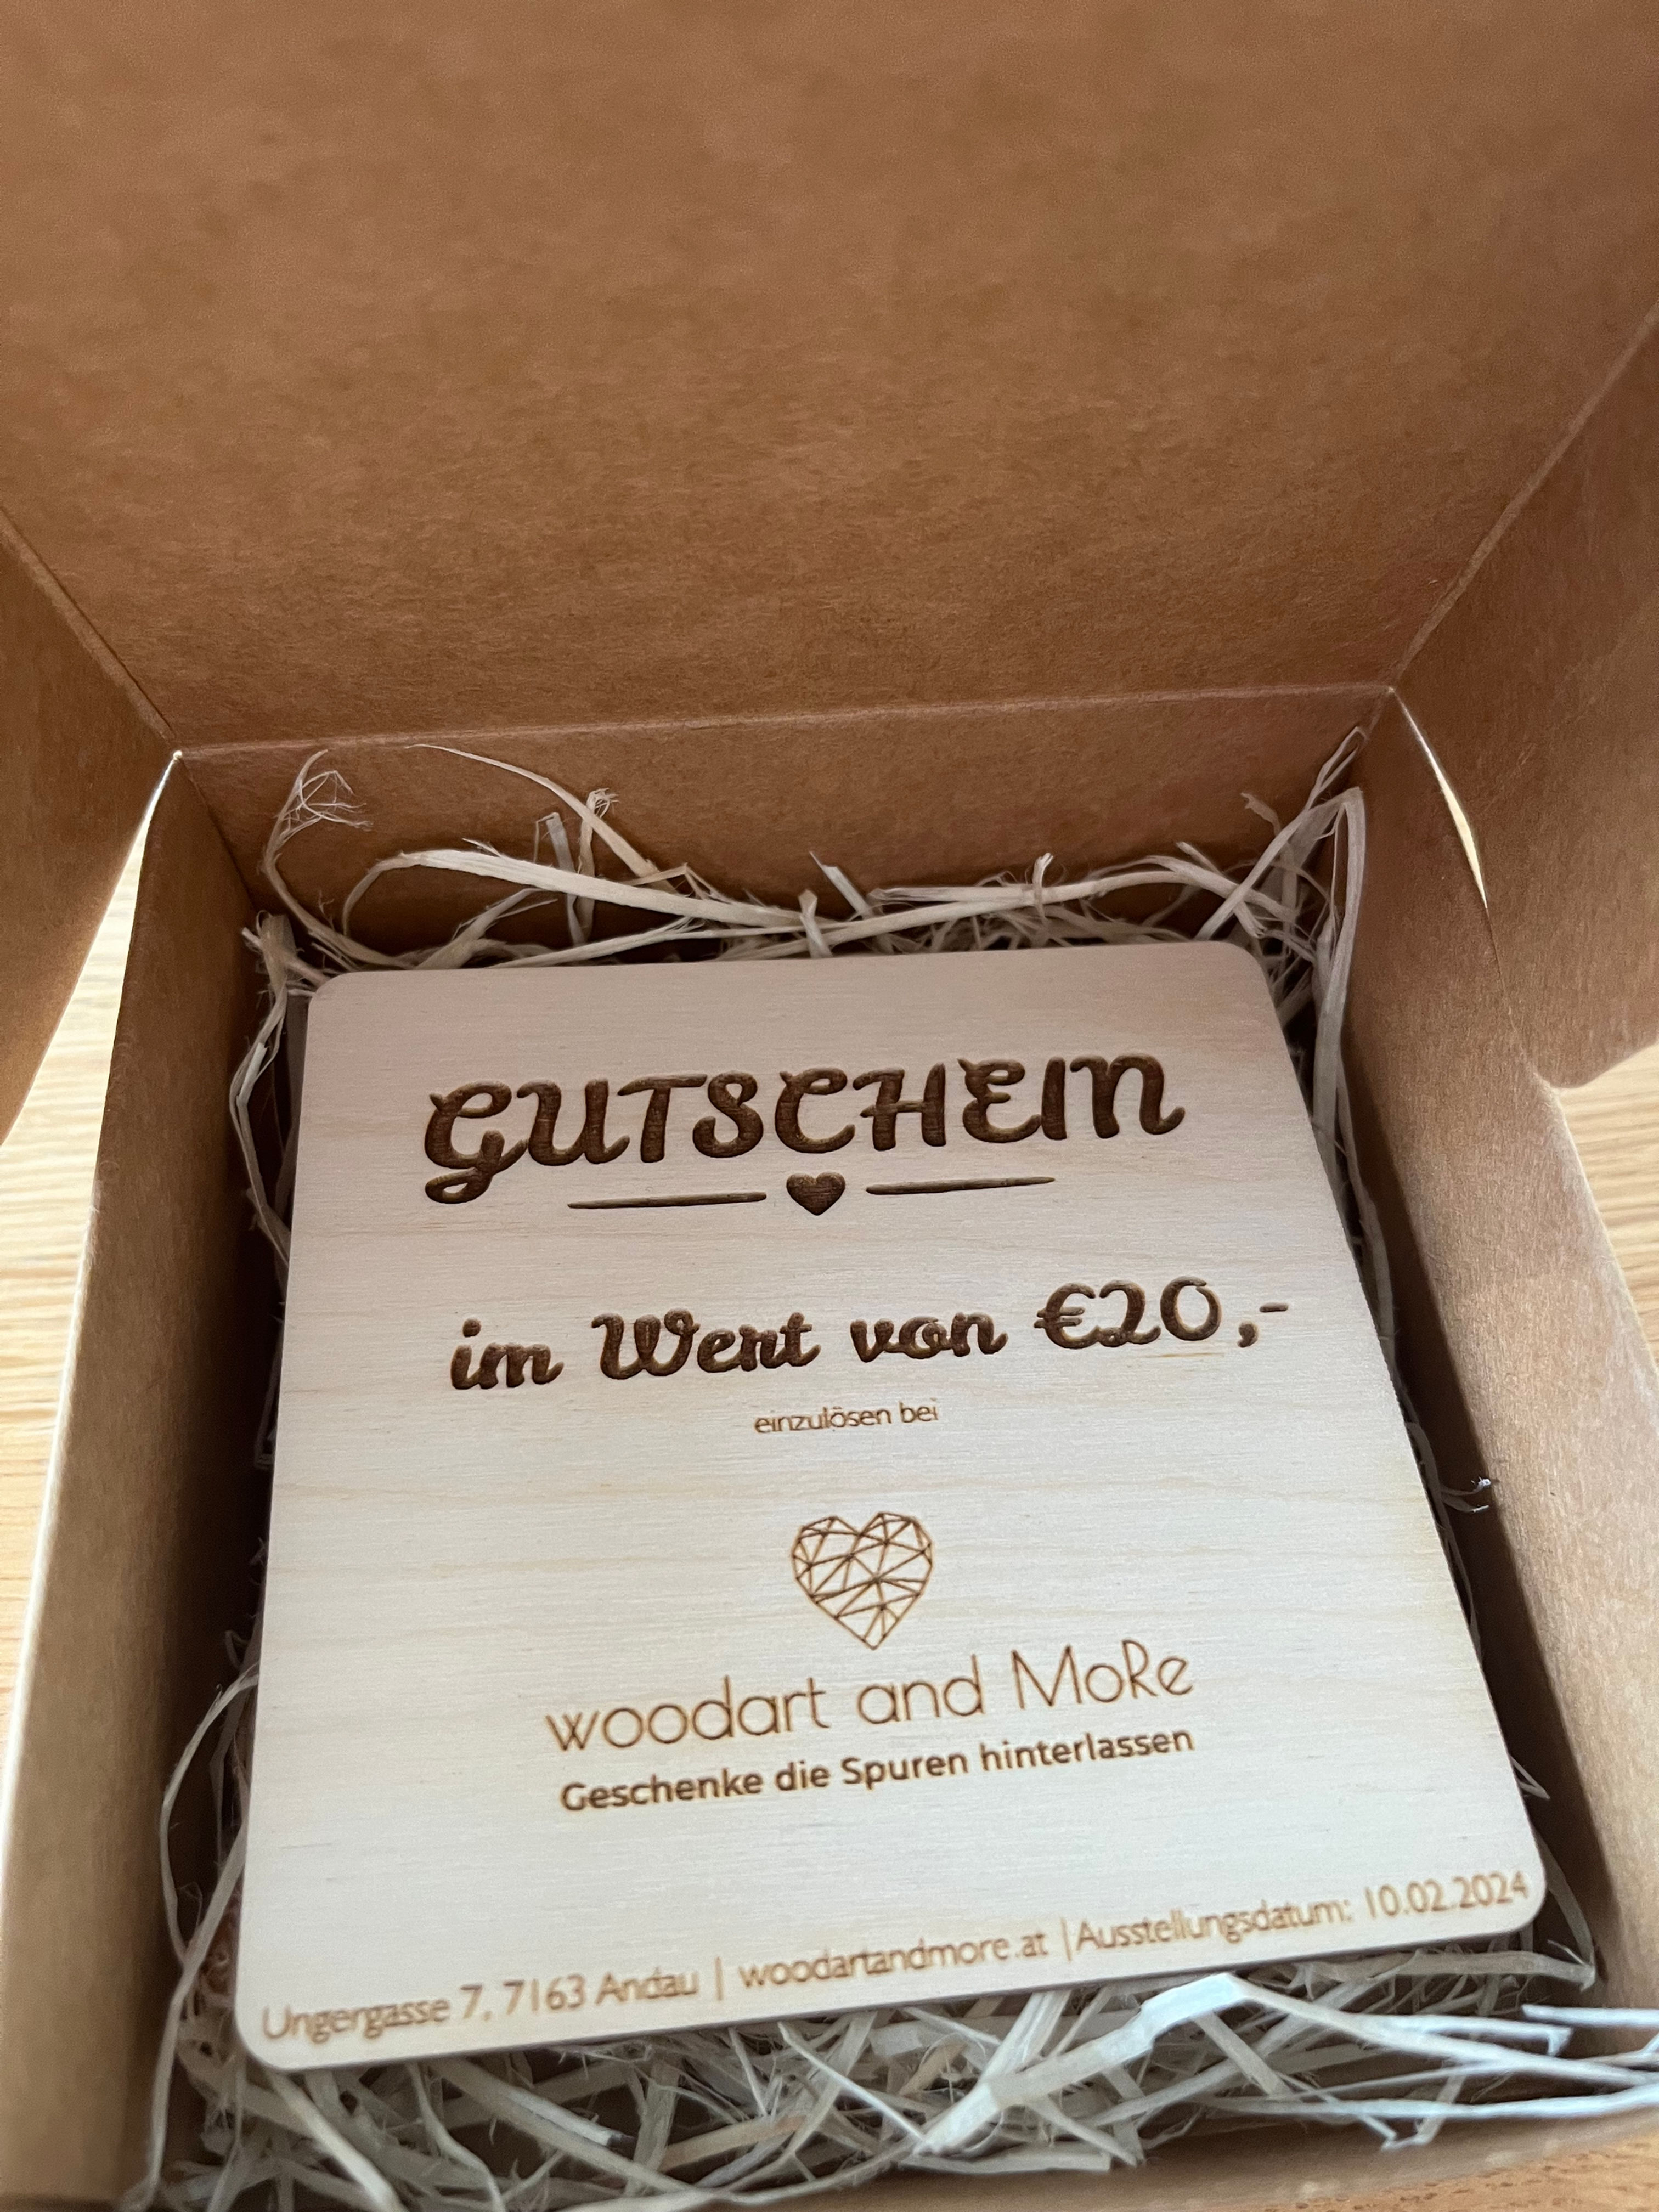 GUTSCHEIN
im Wert von €20,-
einzulösen bei
woodart and MoRe
Geschenke die Spuren hinterlassen
Ungergasse 7, 7163 Andau | woodartandmore.at |Ausstellungsdatum: 10.02.2024